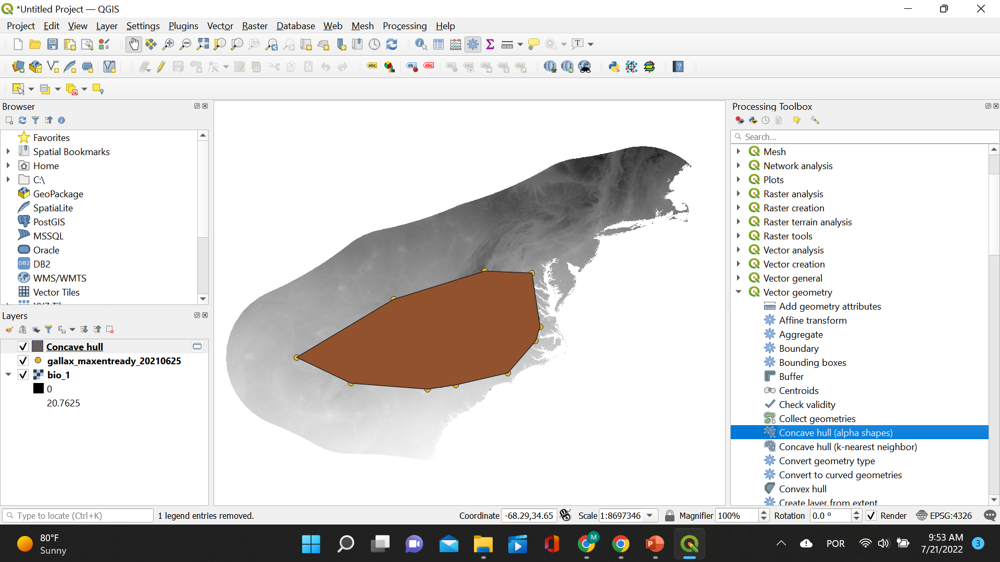 *Untitled Project — QGIS
Project Edit View Layer Settings Plugins Vector Raster Database Web Mesh Processing Help
Browser
Favorites
Spatial Bookmarks
Home
C:\
GeoPackage
SpatiaLite
PostGIS
MSSQL
Oracle
DB2
WMS/WMTS
Vector Tiles
Layers
Concave hull
gallax_maxentready_20210625
bio_1
0
20.7625
Processing Toolbox
Search...
Mesh
Network analysis
Plots
Raster analysis
Raster creation
Raster terrain analysis
Raster tools
Vector analysis
Vector creation
Vector general
Vector geometry
Add geometry attributes
Affine transform
Aggregate
Boundary
Bounding boxes
Buffer
Centroids
Check validity
Collect geometries
Concave hull (alpha shapes)
Concave hull (k-nearest neighbor)
Convert geometry type
Convert to curved geometries
Convex hull
Create layer from extent
Type to locate (Ctrl+K) 1 legend entries removed. Coordinate -68.29,34.65 Scale 1:8697346 Magnifier 100% Rotation 0.0 ° Render EPSG:4326
80°F
Sunny
POR
9:53 AM
7/21/2022
3